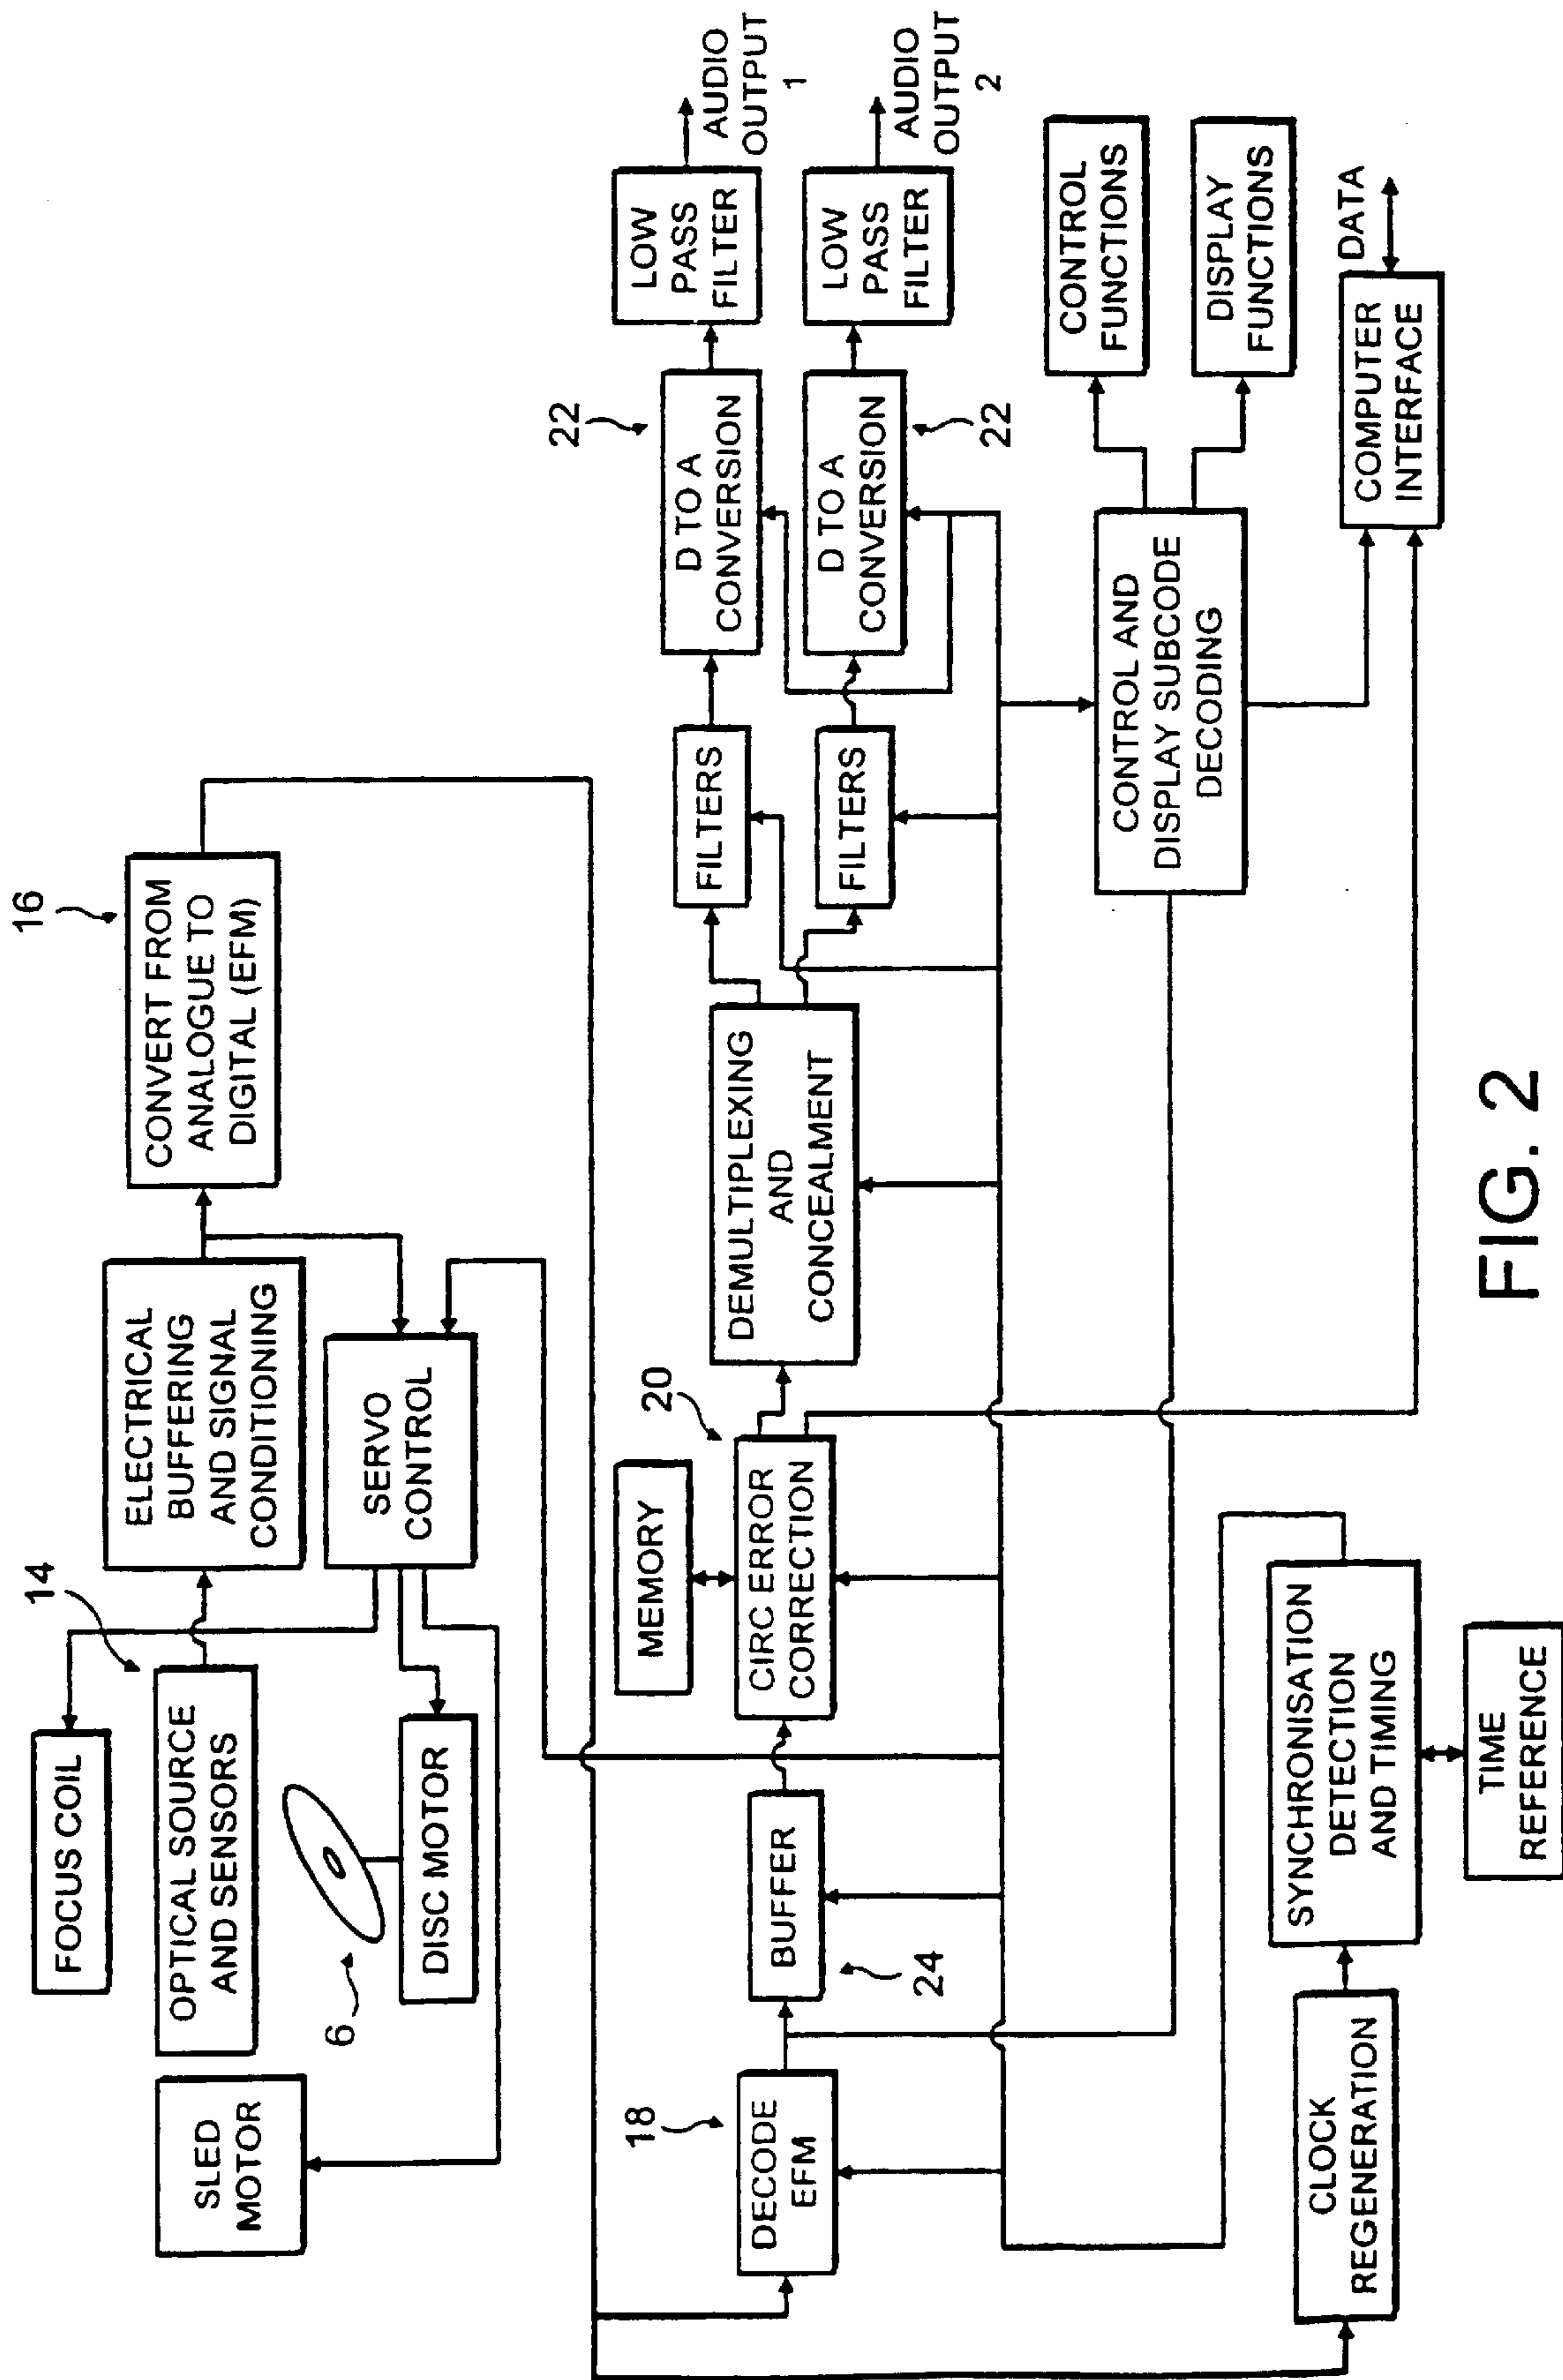 FOCUS COIL
14
OPTICAL SOURCE
AND SENSORS
SLED
MOTOR
6
DISC MOTOR
ELECTRICAL
BUFFERING
AND SIGNAL
CONDITIONING
SERVO
CONTROL
16
CONVERT FROM
ANALOGUE TO
DIGITAL (EFM)
18
DECODE
EFM
BUFFER
24
MEMORY
20
CIRC ERROR
CORRECTION
DEMULTIPLEXING
AND
CONCEALMENT
FILTERS
FILTERS
22
D TO A
CONVERSION
D TO A
CONVERSION
22
LOW
PASS
FILTER
AUDIO
OUTPUT
1
LOW
PASS
FILTER
AUDIO
OUTPUT
2
CONTROL AND
DISPLAY SUBCODE
DECODING
CONTROL
FUNCTIONS
DISPLAY
FUNCTIONS
COMPUTER
INTERFACE
DATA
CLOCK
REGENERATION
SYNCHRONISATION
DETECTION
AND TIMING
TIME
REFERENCE
FIG. 2